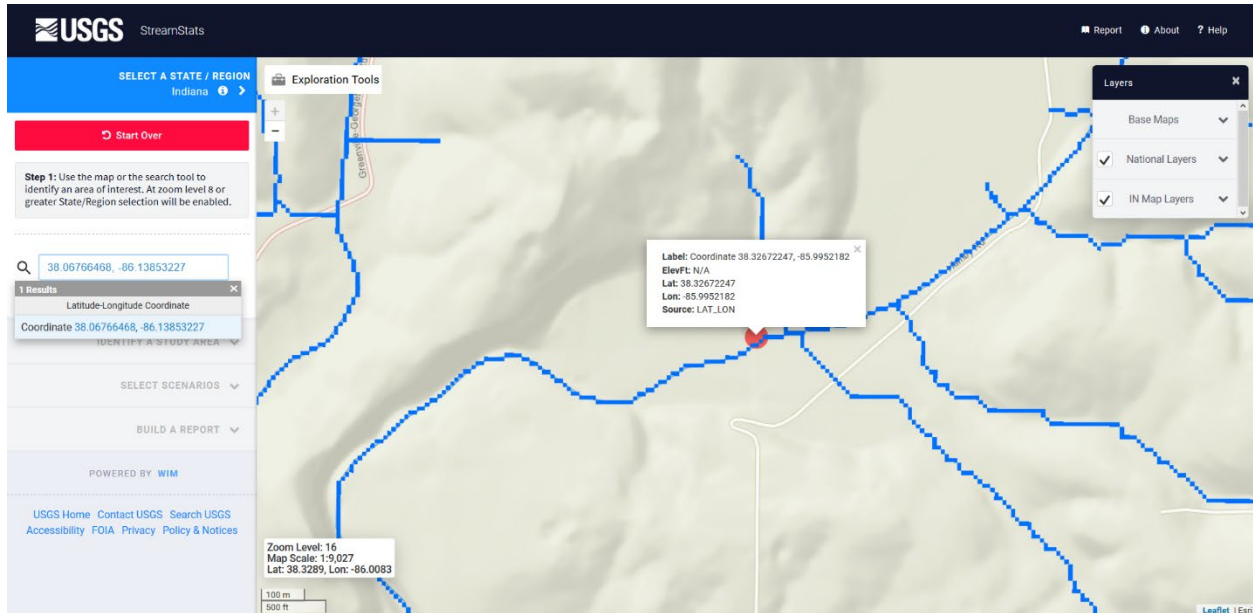 USGS StreamStats
Report About ? Help
SELECT A STATE / REGION
Indiana
Start Over
Step 1: Use the map or the search tool to
identify an area of interest. At zoom level 8 or
greater State/Region selection will be enabled.
38.06766468, -86.13853227
1 Results
Latitude-Longitude Coordinate
Coordinate 38.06766468, -86.13853227
IDENTIFY A STUDY AREA
SELECT SCENARIOS
BUILD A REPORT
POWERED BY WIM
USGS Home Contact USGS Search USGS
Accessibility FOIA Privacy Policy & Notices
Exploration Tools
+
−
Label: Coordinate 38.32672247, -85.9952182
ElevFt: N/A
Lat: 38.32672247
Lon: -85.9952182
Source: LAT_LON
Layers
Base Maps
National Layers
IN Map Layers
Zoom Level: 16
Map Scale: 1:9,027
Lat: 38.3289, Lon: -86.0083
100 m
500 ft
Leaflet | Esri